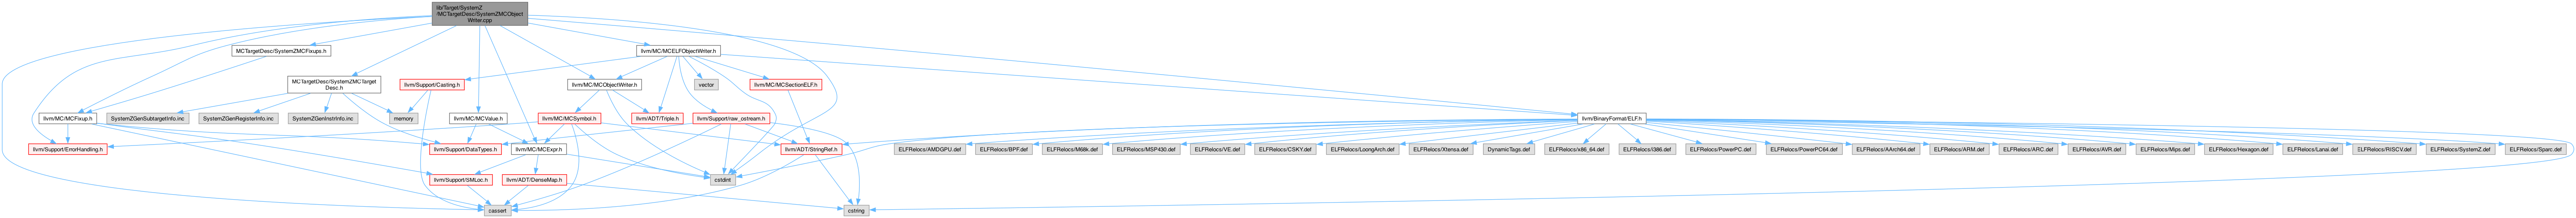 lib/Target/SystemZ
/MCTargetDesc/SystemZMCObject
Writer.cpp
MCTargetDesc/SystemZMCFixups.h
llvm/MC/MCELFObjectWriter.h
MCTargetDesc/SystemZMCTarget
Desc.h
llvm/Support/Casting.h
llvm/MC/MCObjectWriter.h
vector
llvm/MC/MCSectionELF.h
llvm/MC/MCFixup.h
SystemZGenSubtargetInfo.inc
SystemZGenRegisterInfo.inc
SystemZGenInstrInfo.inc
memory
llvm/MC/MCValue.h
llvm/MC/MCSymbol.h
llvm/ADT/Triple.h
llvm/Support/raw_ostream.h
llvm/BinaryFormat/ELF.h
llvm/Support/ErrorHandling.h
llvm/Support/DataTypes.h
llvm/MC/MCExpr.h
llvm/ADT/StringRef.h
ELFRelocs/AMDGPU.def
ELFRelocs/BPF.def
ELFRelocs/M68k.def
ELFRelocs/MSP430.def
ELFRelocs/VE.def
ELFRelocs/CSKY.def
ELFRelocs/LoongArch.def
ELFRelocs/Xtensa.def
DynamicTags.def
ELFRelocs/x86_64.def
ELFRelocs/i386.def
ELFRelocs/PowerPC.def
ELFRelocs/PowerPC64.def
ELFRelocs/AArch64.def
ELFRelocs/ARM.def
ELFRelocs/ARC.def
ELFRelocs/AVR.def
ELFRelocs/Mips.def
ELFRelocs/Hexagon.def
ELFRelocs/Lanai.def
ELFRelocs/RISCV.def
ELFRelocs/SystemZ.def
ELFRelocs/Sparc.def
llvm/Support/SMLoc.h
llvm/ADT/DenseMap.h
cstdint
cassert
cstring